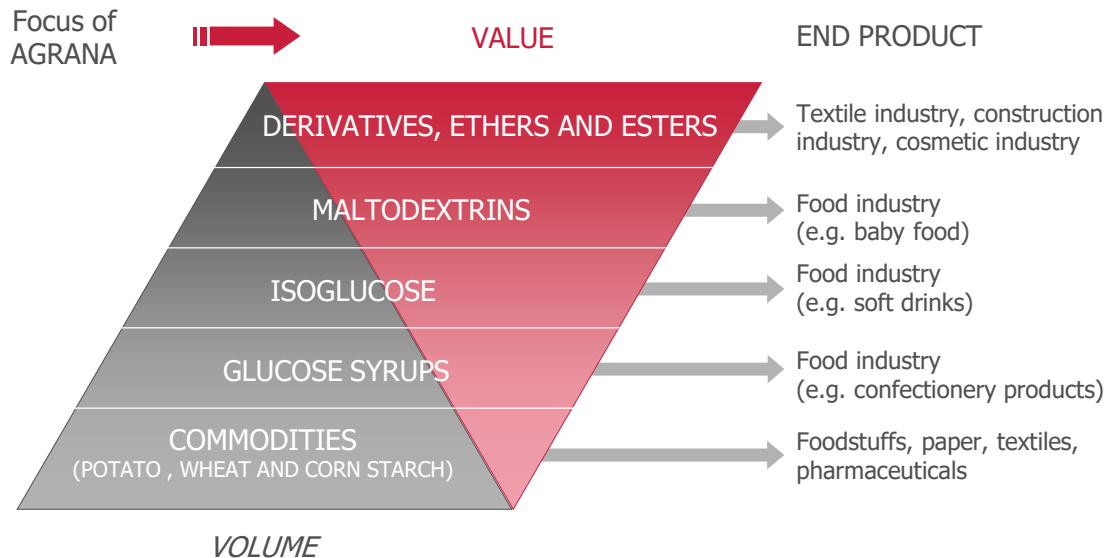 Focus of
AGRANA
VALUE
END PRODUCT
DERIVATIVES, ETHERS AND ESTERS
Textile industry, construction
industry, cosmetic industry
MALTODEXTRINS
Food industry
(e.g. baby food)
ISOGLUCOSE
Food industry
(e.g. soft drinks)
GLUCOSE SYRUPS
Food industry
(e.g. confectionery products)
COMMODITIES
(POTATO , WHEAT AND CORN STARCH)
Foodstuffs, paper, textiles,
pharmaceuticals
VOLUME